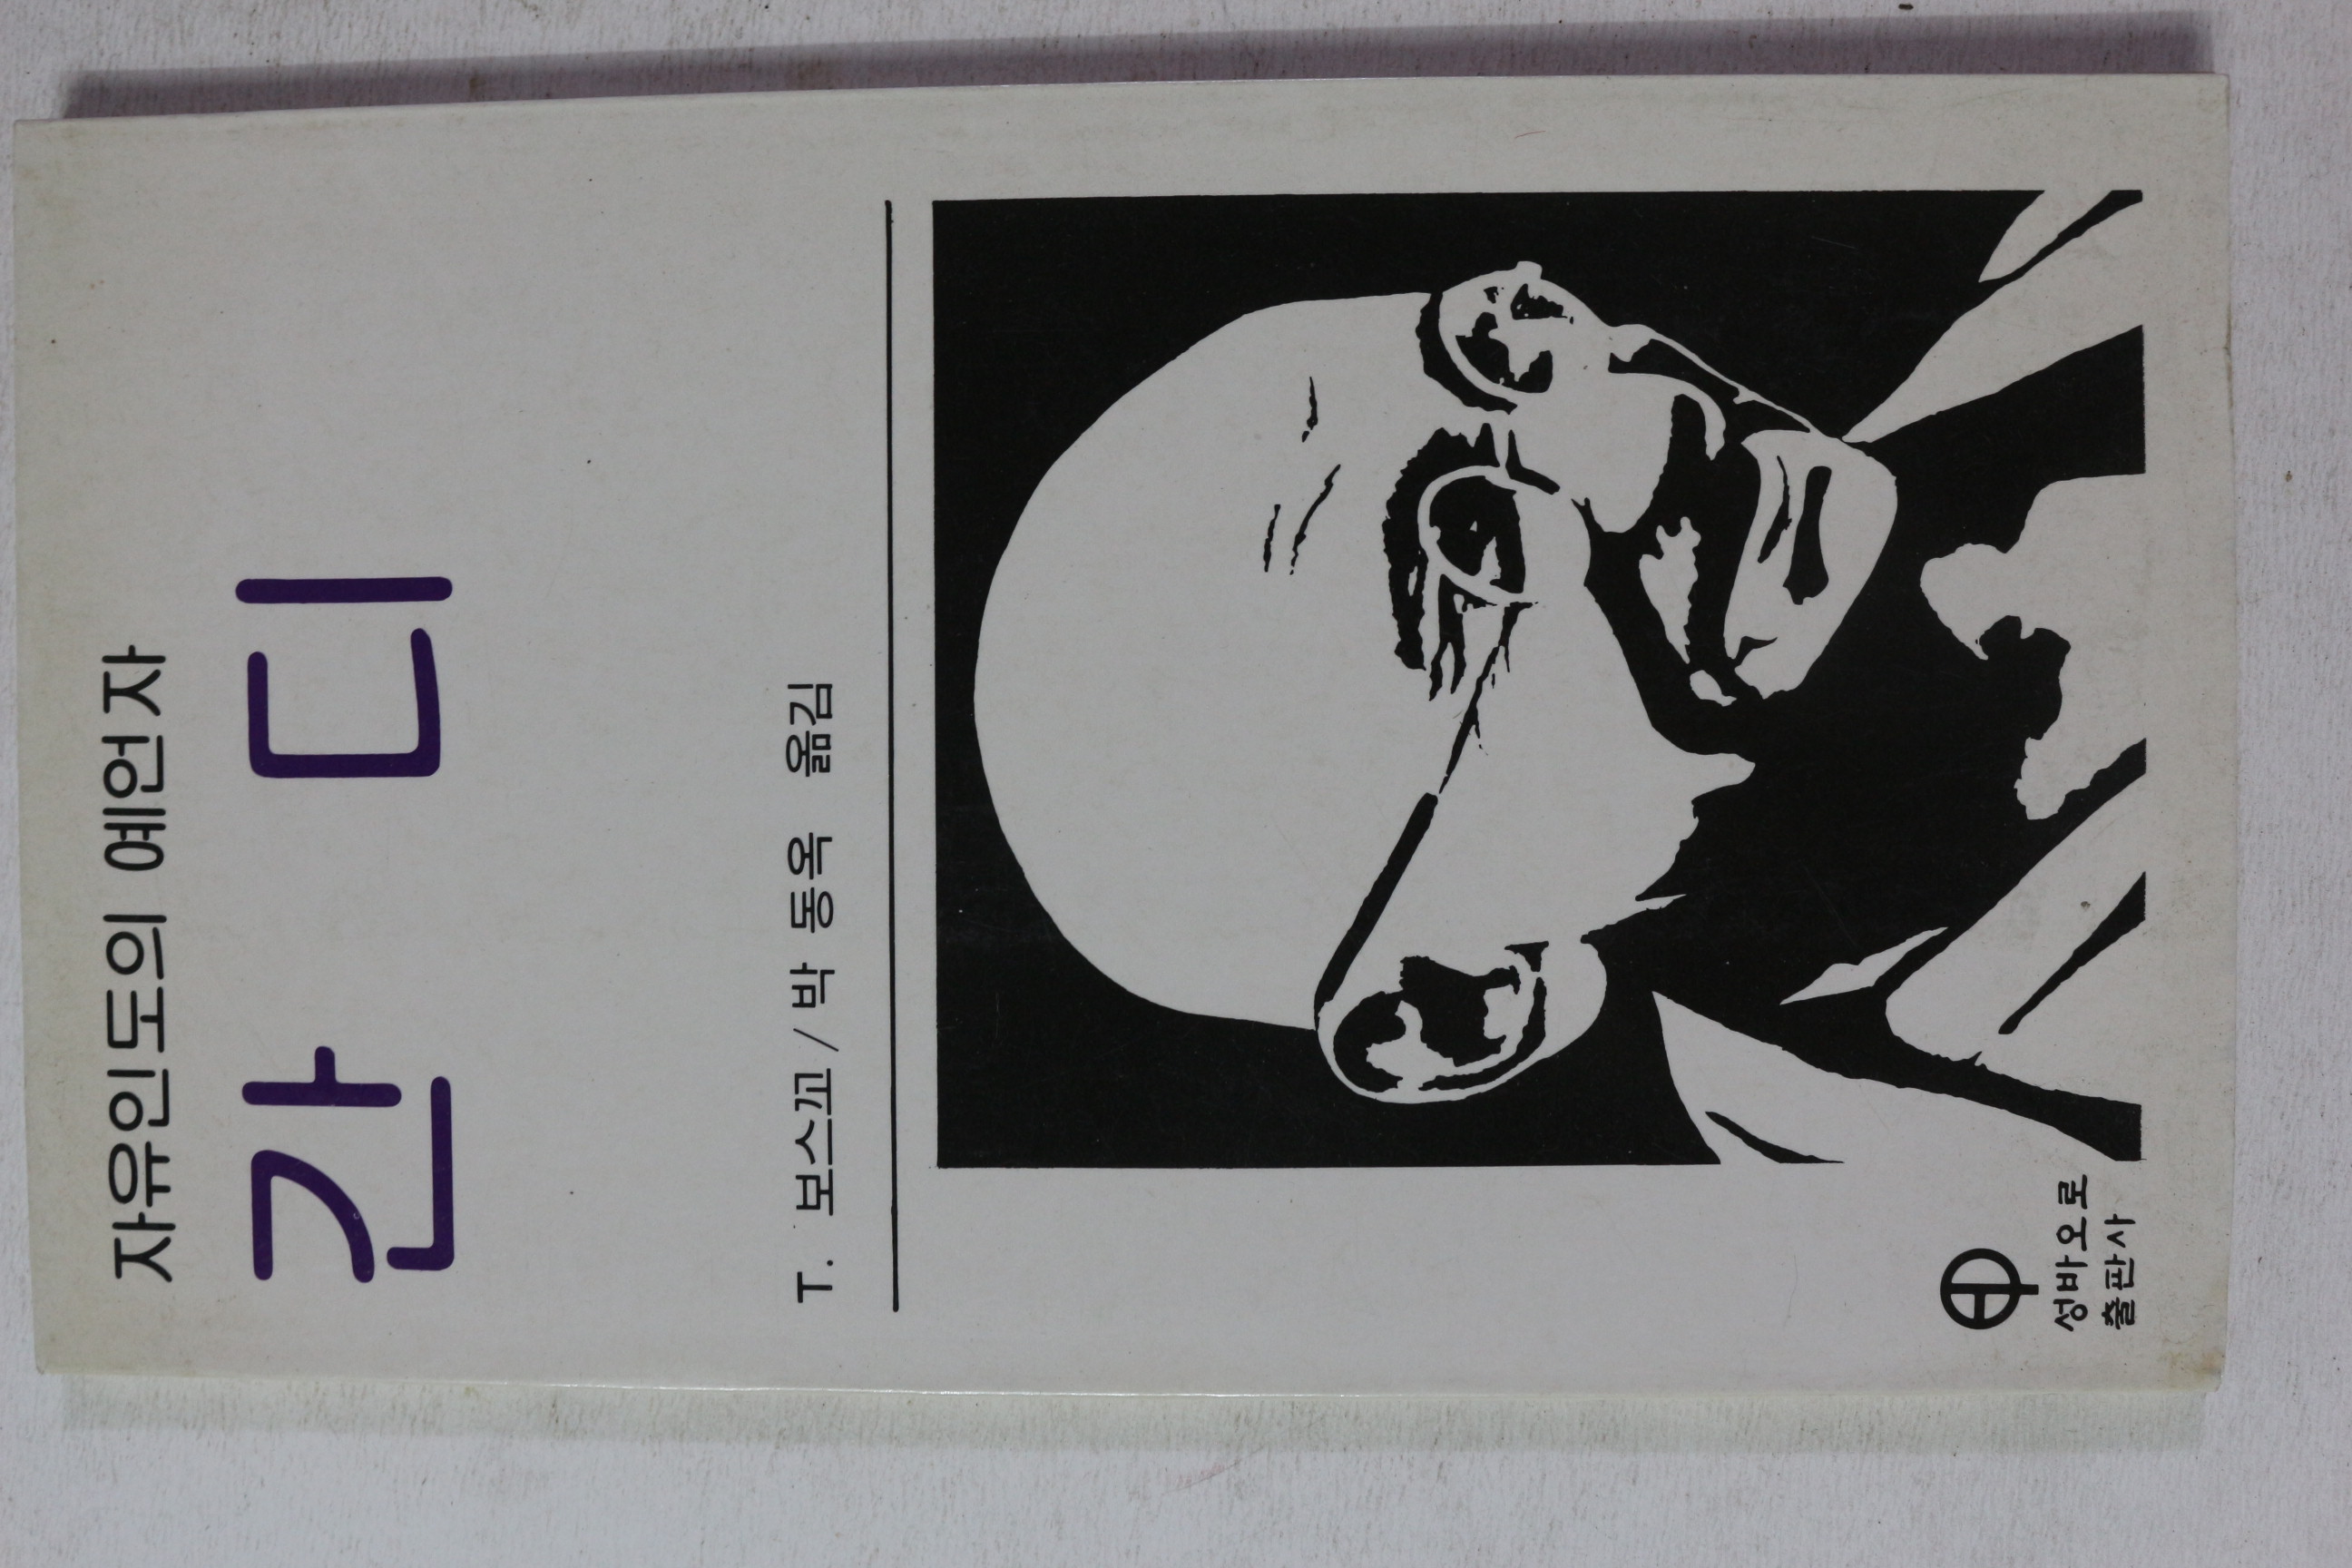 자유인도의 예언자
간디
T. 보스꼬 / 박 동옥 옮김
성바오로
출판사